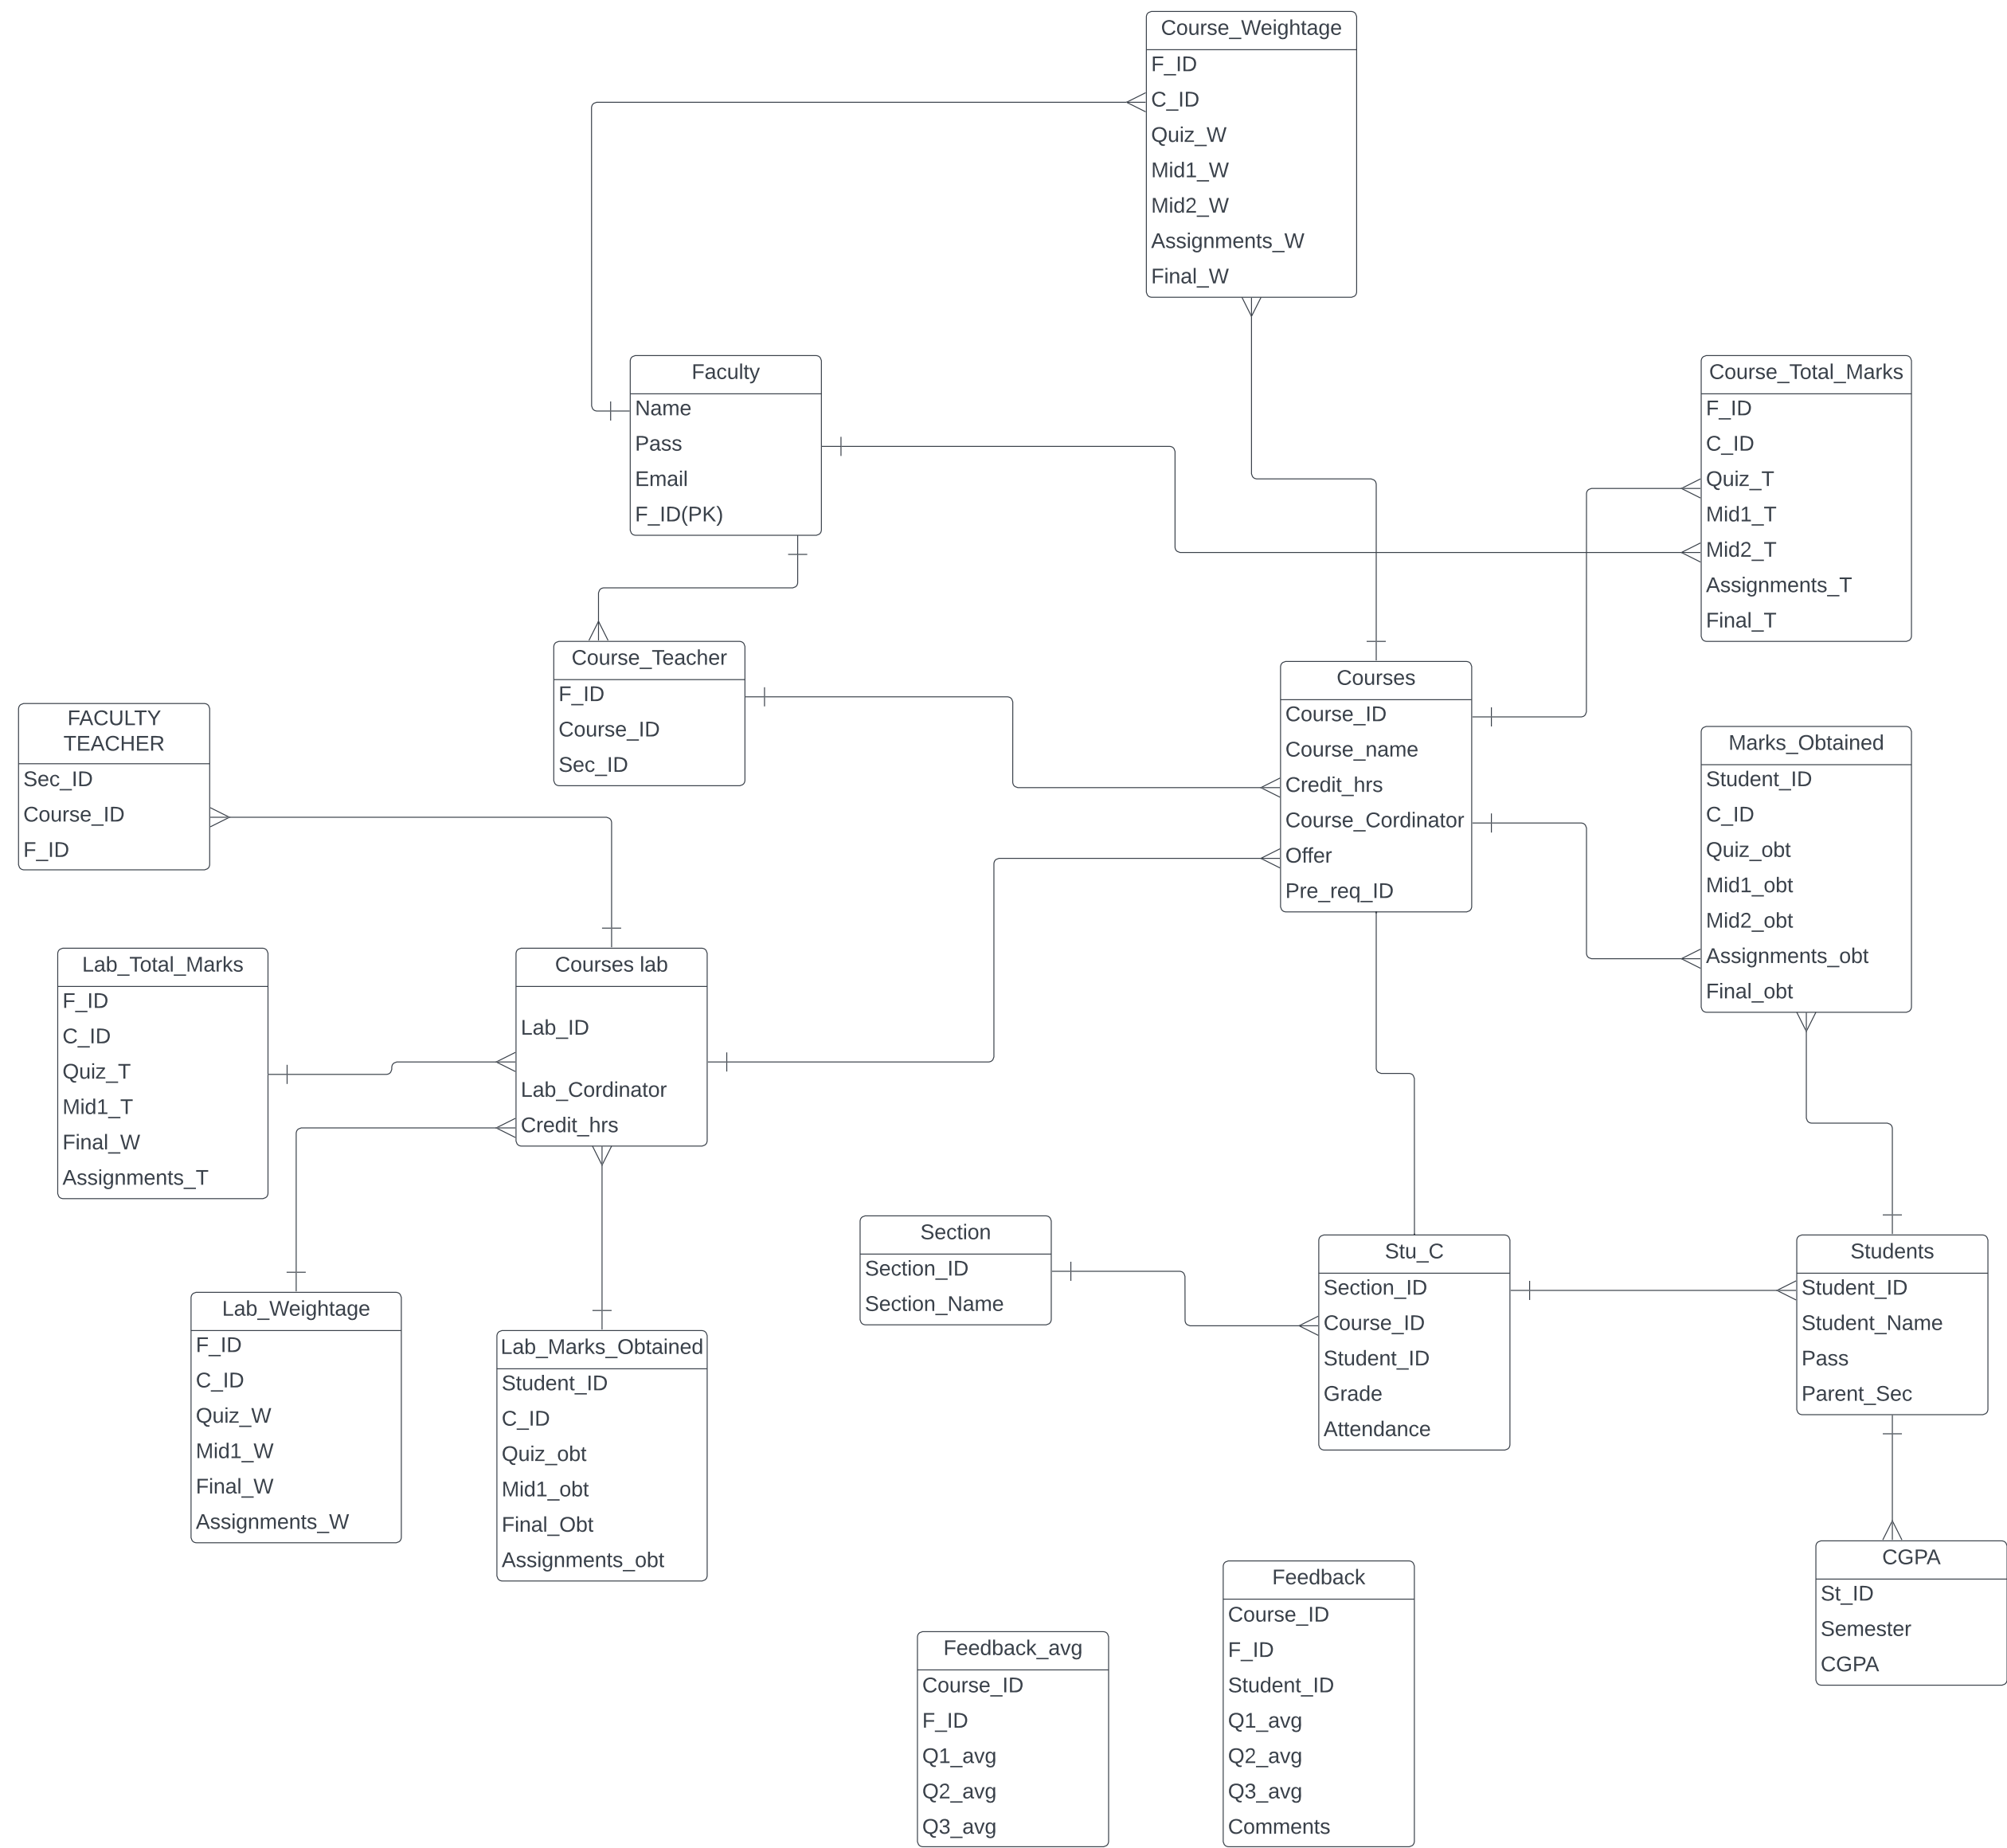 Course_Weightage
F_ID
C_ID
Quiz_W
Mid1_W
Mid2_W
Assignments_W
Final_W
Faculty
Name
Pass
Email
F_ID(PK)
Course_Total_Marks
F_ID
C_ID
Quiz_T
Mid1_T
Mid2_T
Assignments_T
Final_T
Course_Teacher
F_ID
Course_ID
Sec_ID
Courses
Course_ID
Course_name
Credit_hrs
Course_Cordinator
Offer
Pre_req_ID
FACULTY
TEACHER
Sec_ID
Course_ID
F_ID
Marks_Obtained
Student_ID
C_ID
Quiz_obt
Mid1_obt
Mid2_obt
Assignments_obt
Final_obt
Lab_Total_Marks
F_ID
C_ID
Quiz_T
Mid1_T
Final_W
Assignments_T
Courses lab
Lab_ID
Lab_Cordinator
Credit_hrs
Section
Section_ID
Section_Name
Stu_C
Section_ID
Course_ID
Student_ID
Grade
Attendance
Students
Student_ID
Student_Name
Pass
Parent_Sec
Lab_Weightage
F_ID
C_ID
Quiz_W
Mid1_W
Final_W
Assignments_W
Lab_Marks_Obtained
Student_ID
C_ID
Quiz_obt
Mid1_obt
Final_Obt
Assignments_obt
CGPA
St_ID
Semester
CGPA
Feedback
Course_ID
F_ID
Student_ID
Q1_avg
Q2_avg
Q3_avg
Comments
Feedback_avg
Course_ID
F_ID
Q1_avg
Q2_avg
Q3_avg